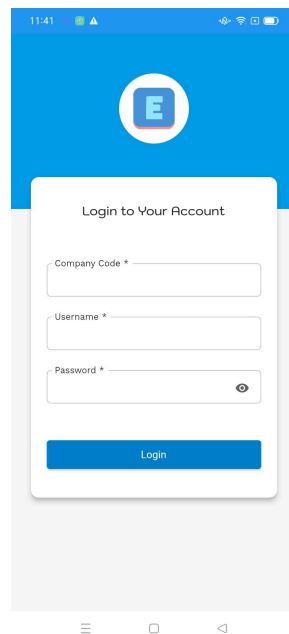 11:41
E
Login to Your Account
Company Code *
Username *
Password *
Login